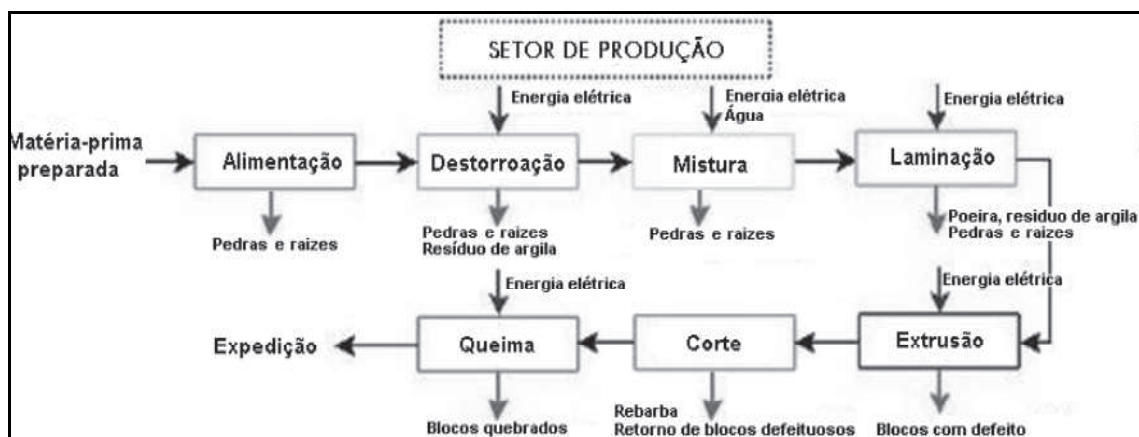 SETOR DE PRODUÇÃO
Energia elétrica
Energia elétrica
Água
Energia elétrica
Matéria-prima
preparada
Alimentação
Destorroação
Mistura
Laminação
Pedras e raizes
Pedras e raizes
Resíduo de argila
Pedras e raizes
Poeira, residuo de argila
Pedras e raizes
Energia elétrica
Energia elétrica
Expedição
Queima
Corte
Extrusão
Blocos quebrados
Rebarba
Retorno de blocos defeituosos
Blocos com defeito